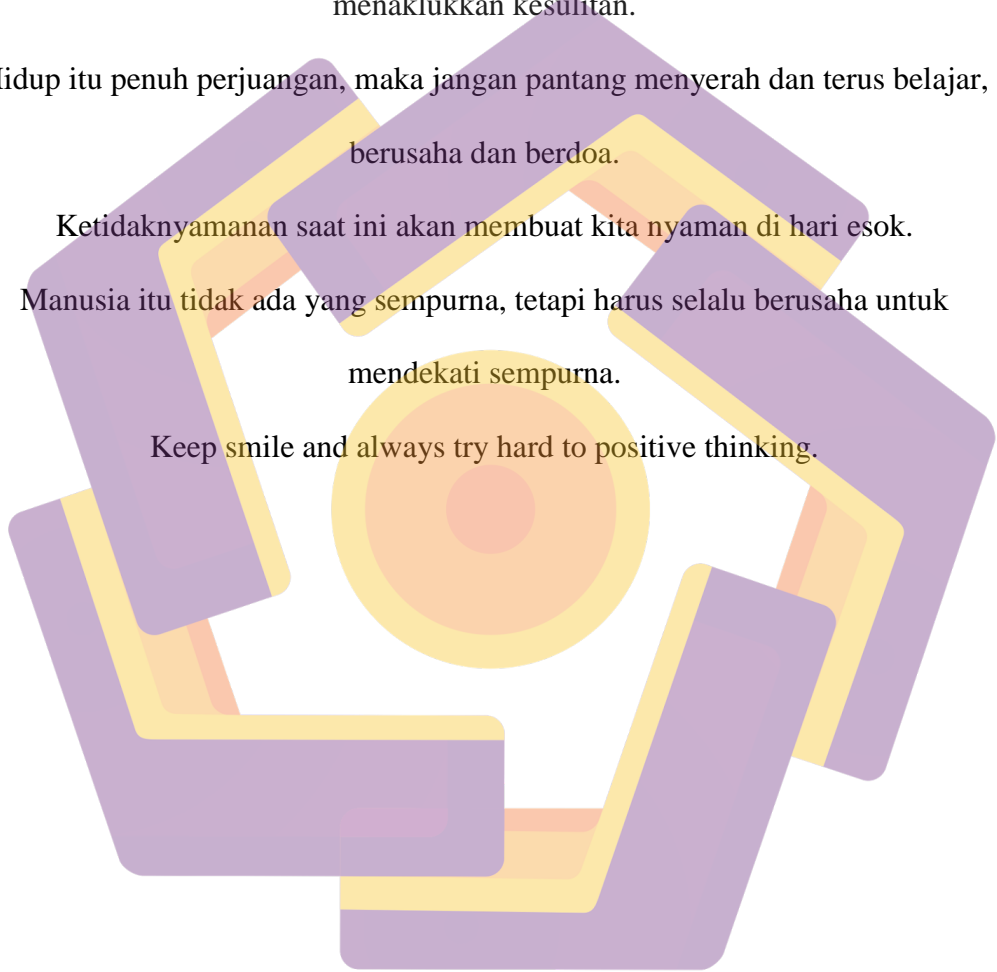 menaklukkan kesulitan.
Hidup itu penuh perjuangan, maka jangan pantang menyerah dan terus belajar,
berusaha dan berdoa.
Ketidaknyamanan saat ini akan membuat kita nyaman di hari esok.
Manusia itu tidak ada yang sempurna, tetapi harus selalu berusaha untuk
mendekati sempurna.
Keep smile and always try hard to positive thinking.